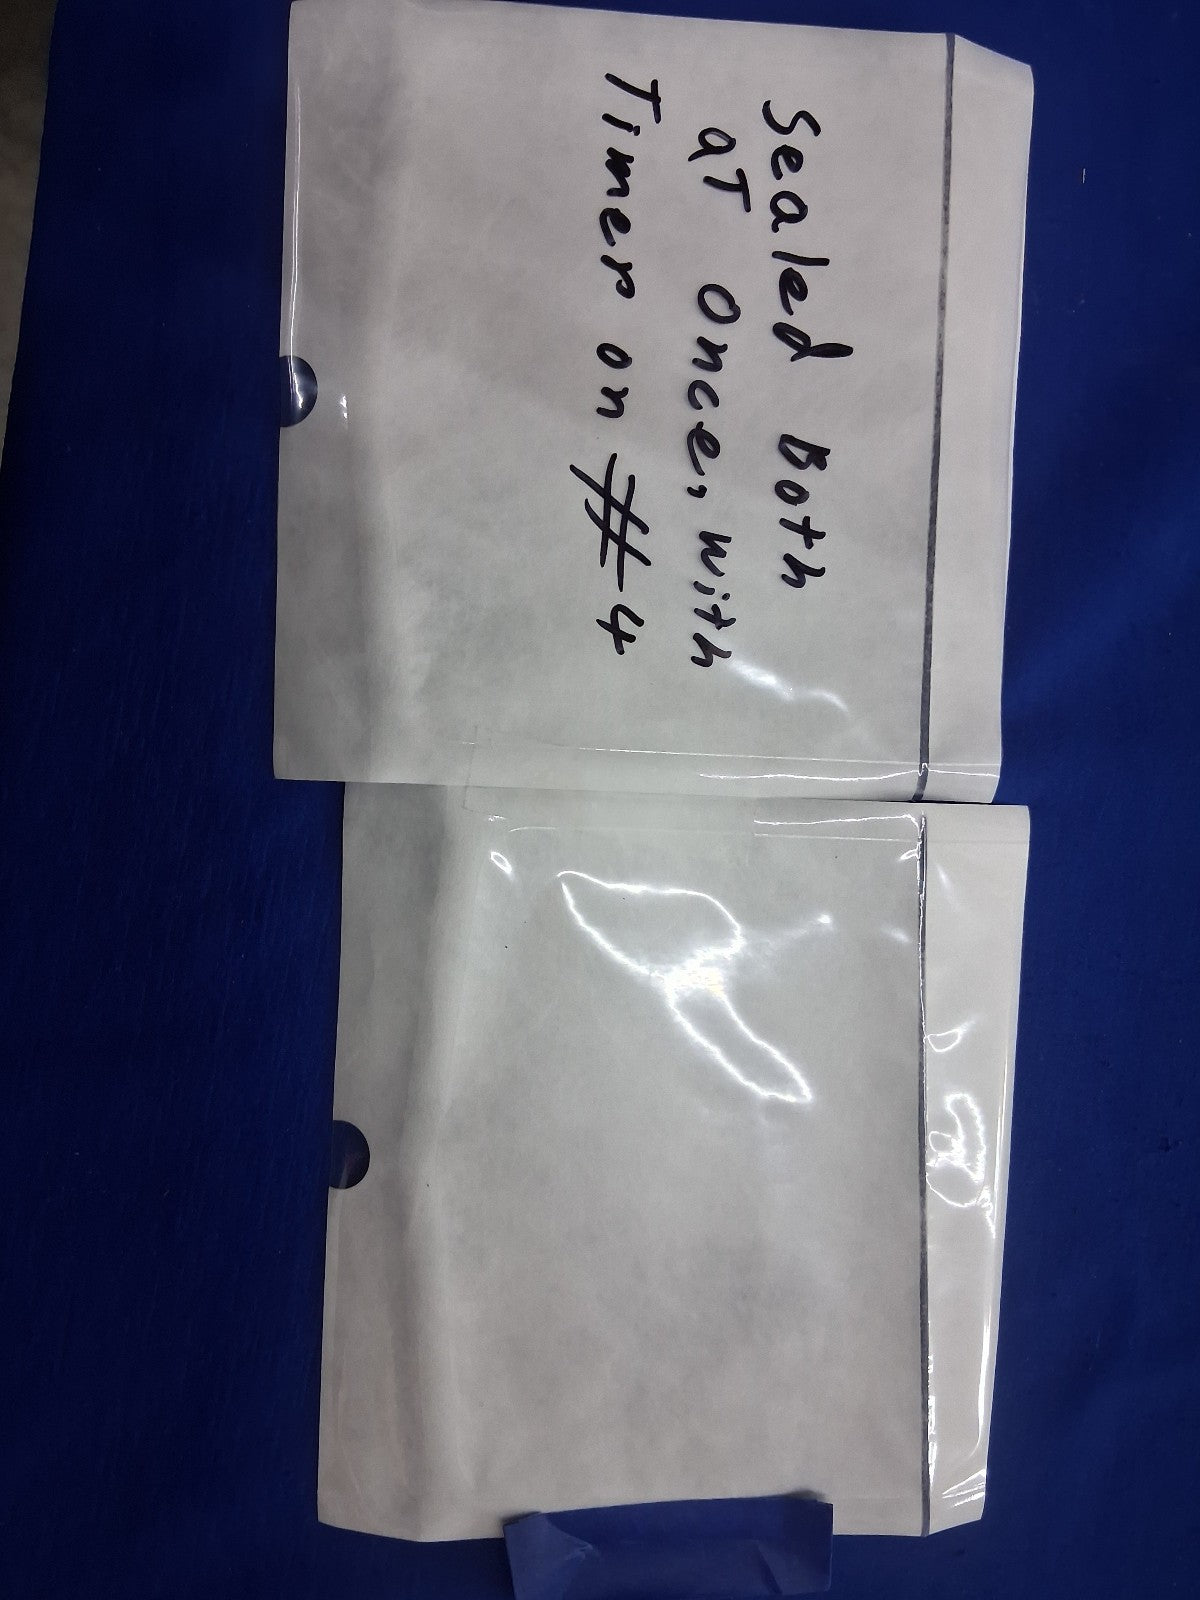 Sealed Both
at once, with
Timer on #4